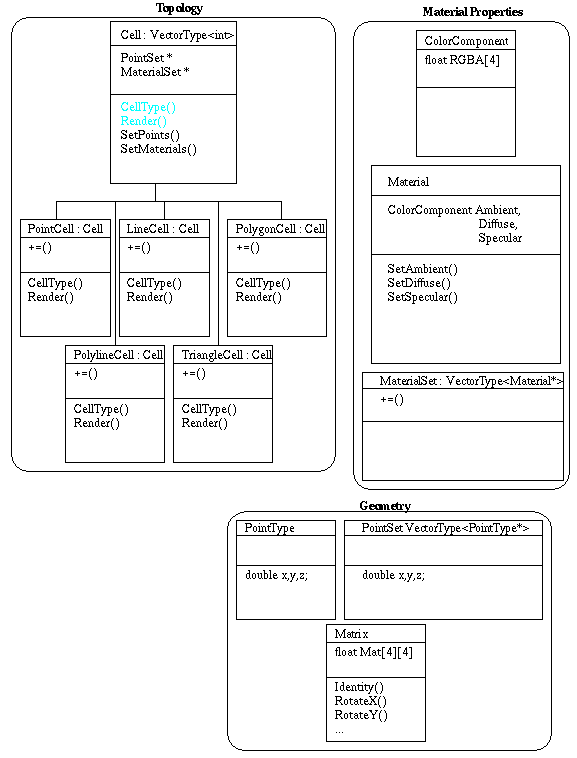 Topology
Cell : VectorType<int>
PointSet *
MaterialSet *
CellType()
Render()
SetPoints()
SetMaterials()
PointCell : Cell
+=()
CellType()
Render()
LineCell : Cell
+=()
CellType()
Render()
PolygonCell : Cell
+=()
CellType()
Render()
PolylineCell : Cell
+=()
CellType()
Render()
TriangleCell : Cell
+=()
CellType()
Render()
Material Properties
ColorComponent
float RGBA[4]
Material
ColorComponent Ambient,
Diffuse,
Specular
SetAmbient()
SetDiffuse()
SetSpecular()
MaterialSet : VectorType<Material*>
+=()
Geometry
PointType
double x,y,z;
PointSet VectorType<PointType*>
double x,y,z;
Matrix
float Mat[4][4]
Identity()
RotateX()
RotateY()
...